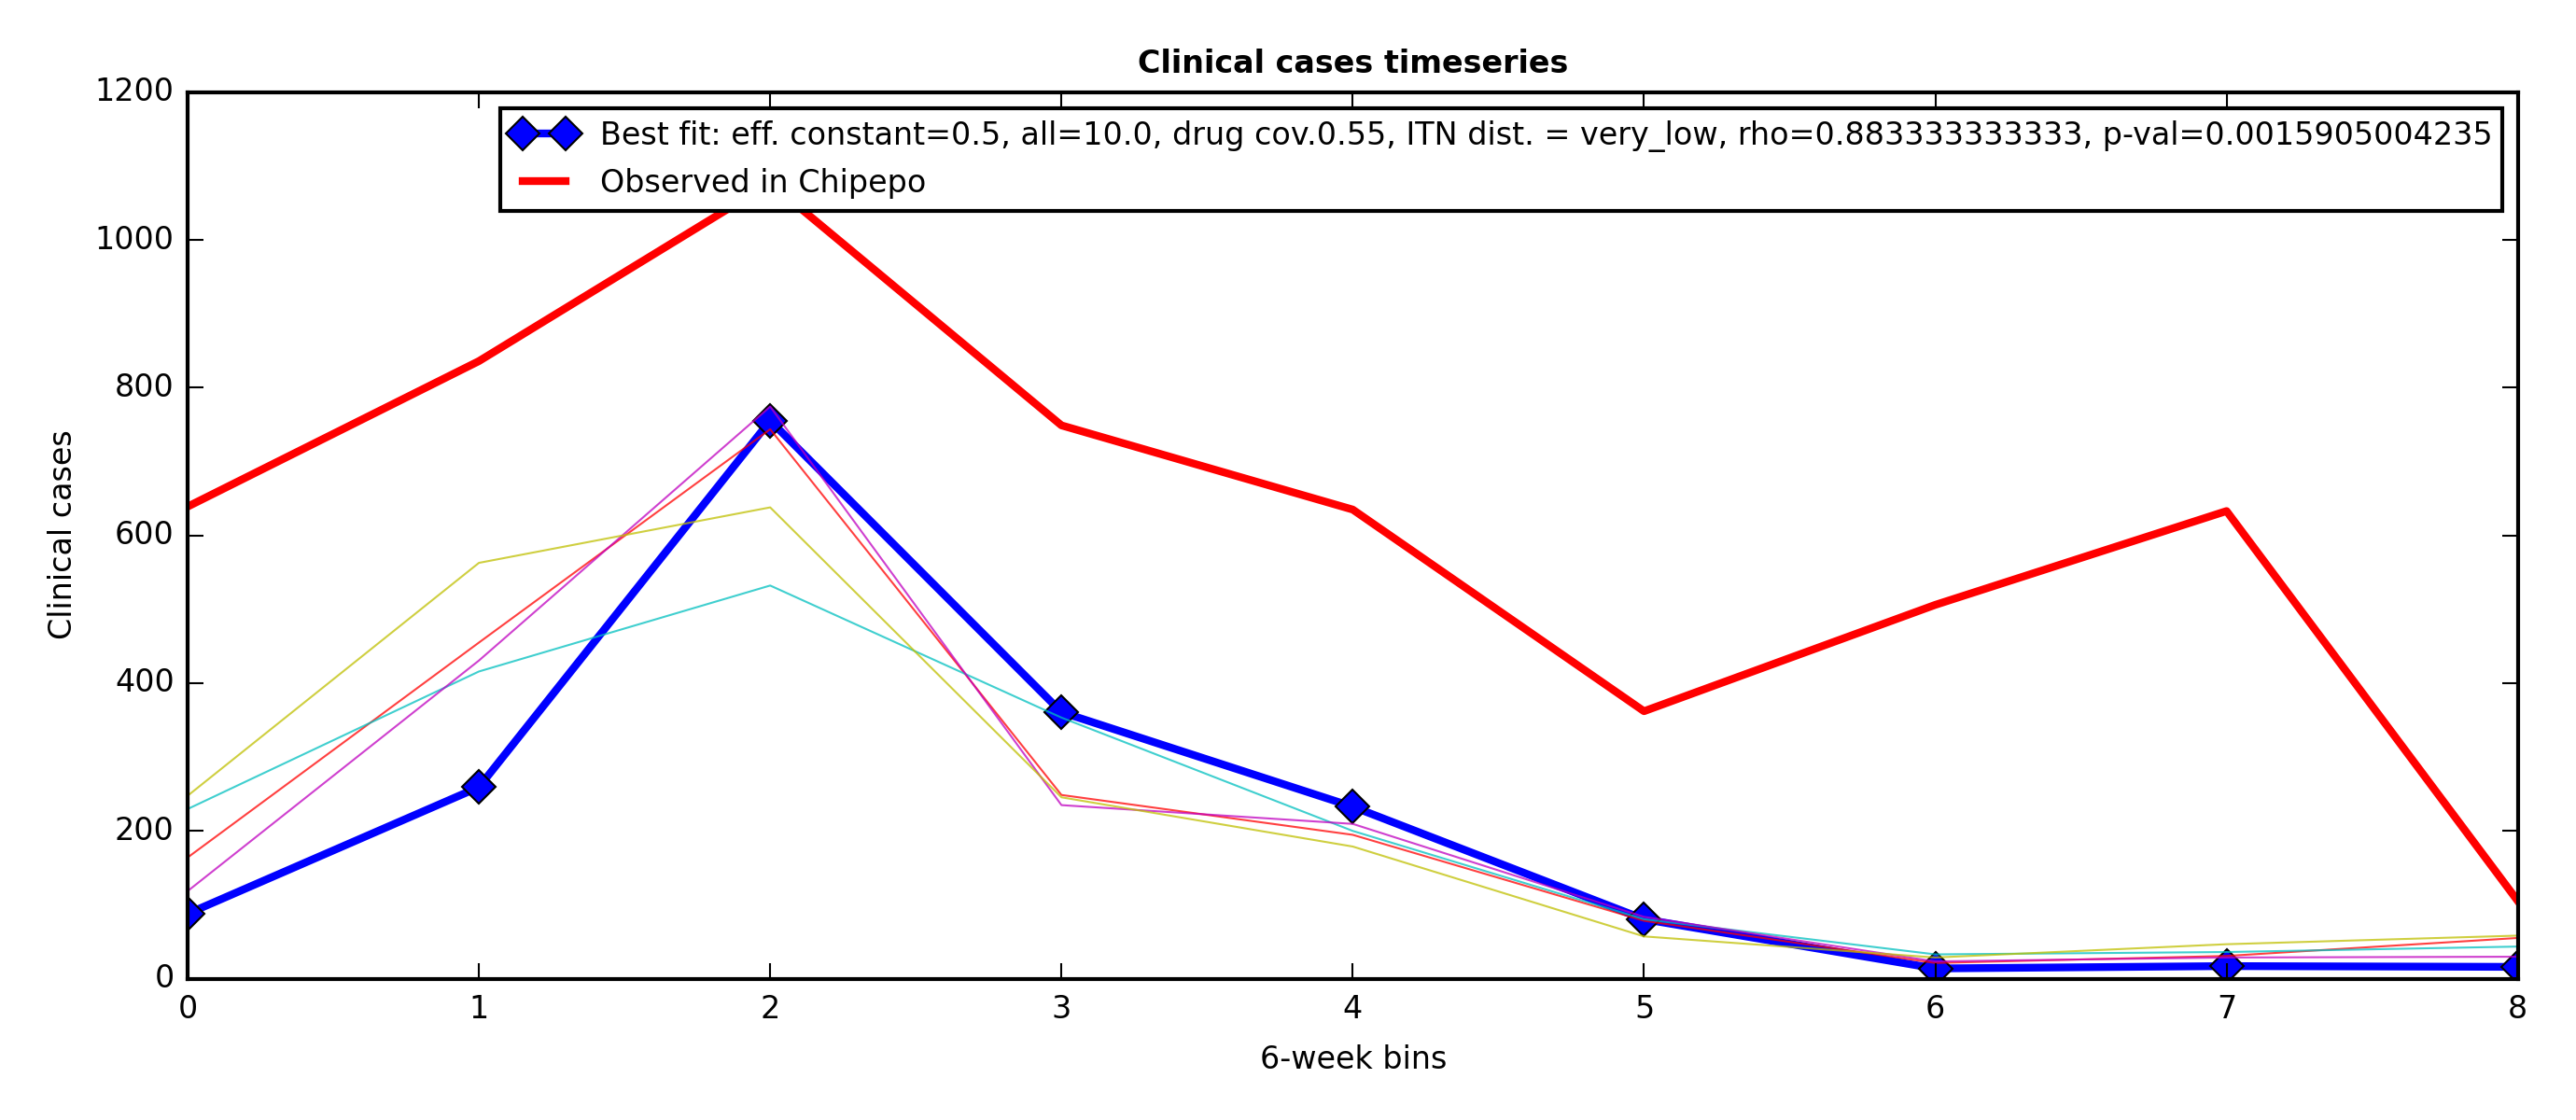 Clinical cases timeseries
1200
1000
800
600
400
200
0
Clinical cases
Best fit: eff. constant=0.5, all=10.0, drug cov.0.55, ITN dist. = very_low, rho=0.883333333333, p-val=0.0015905004235
Observed in Chipepo
0 1 2 3 4 5 6 7 8
6-week bins